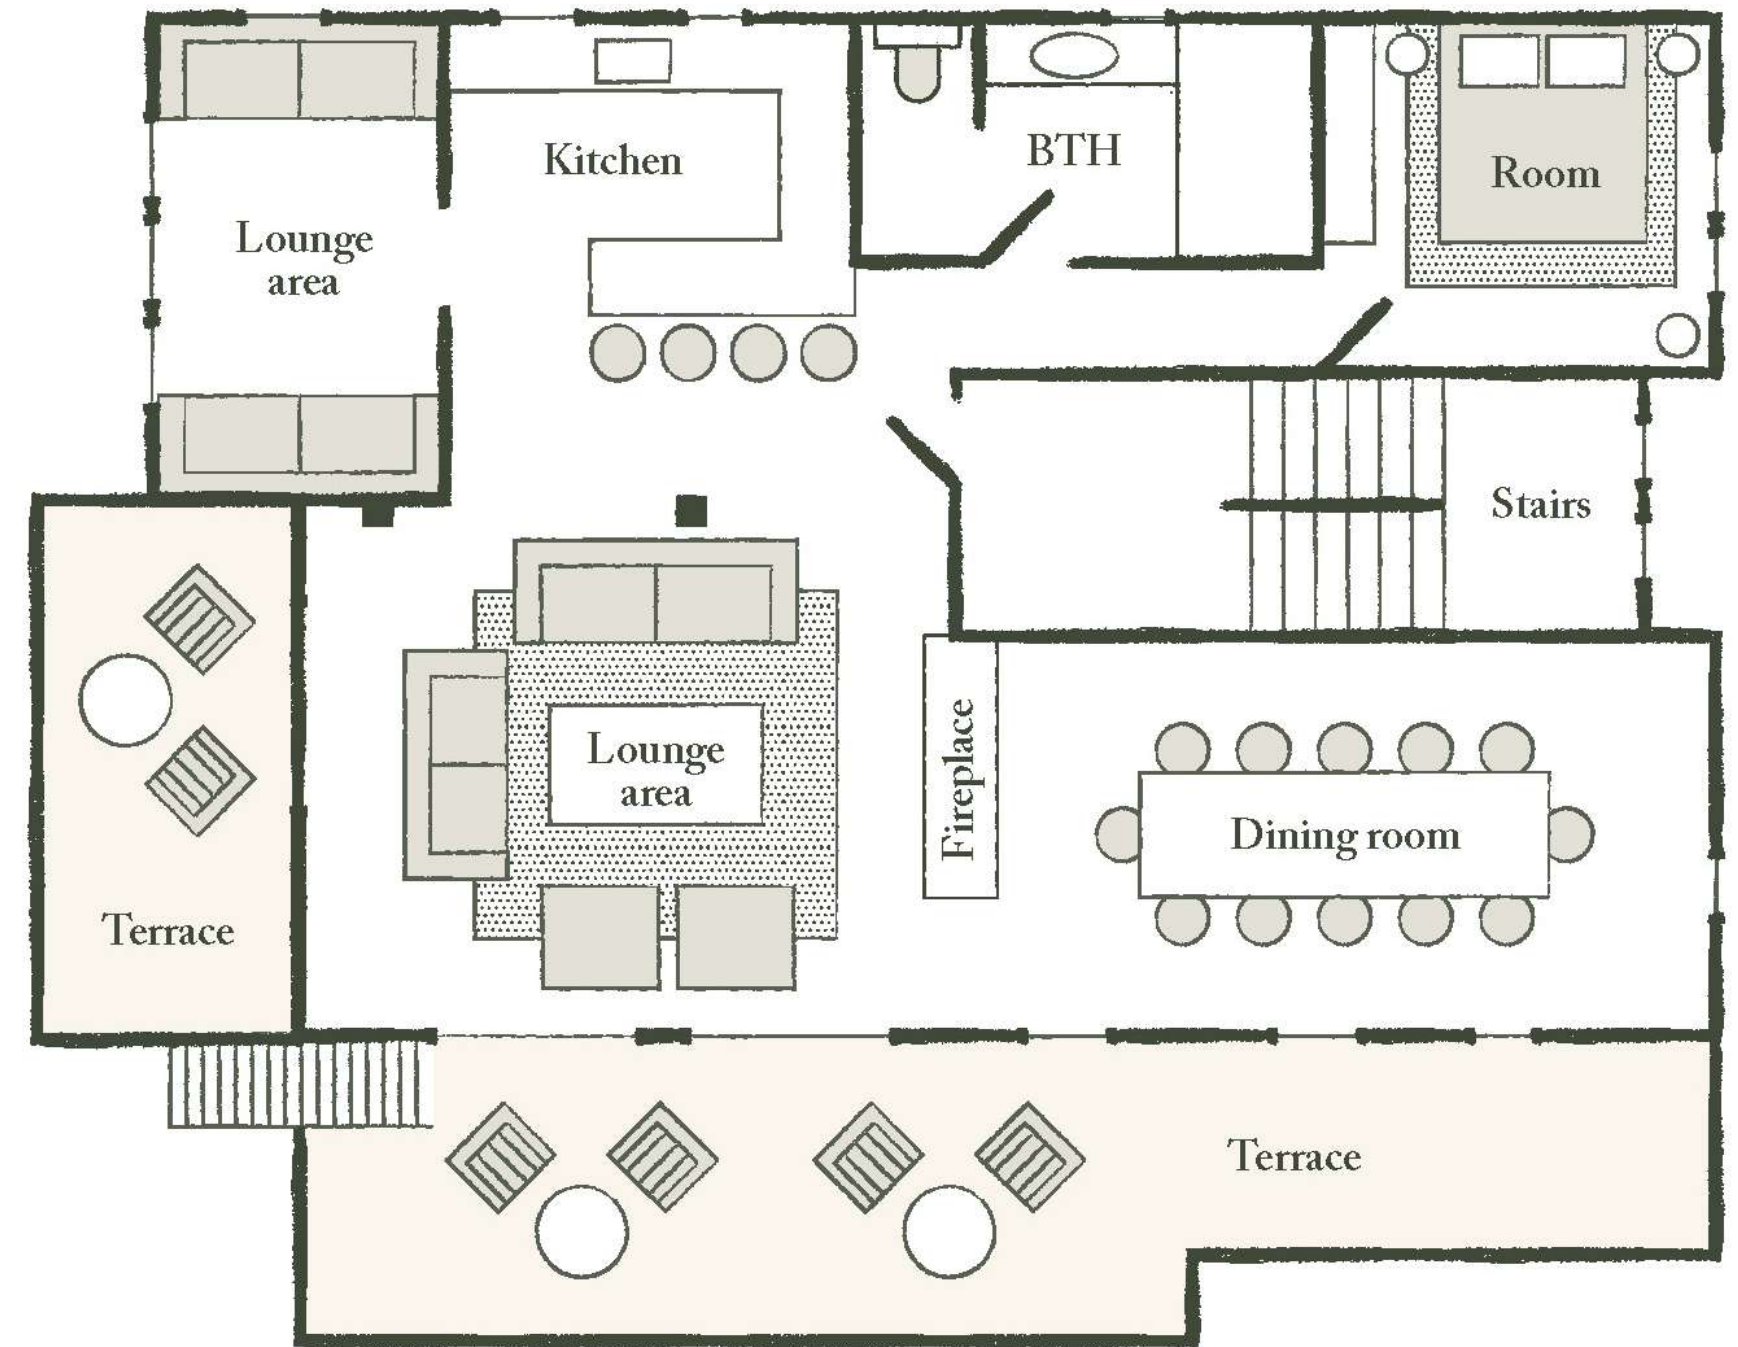 Kitchen
BTH
Room
Lounge
area
Stairs
Lounge
area
Fireplace
Dining room
Terrace
Terrace